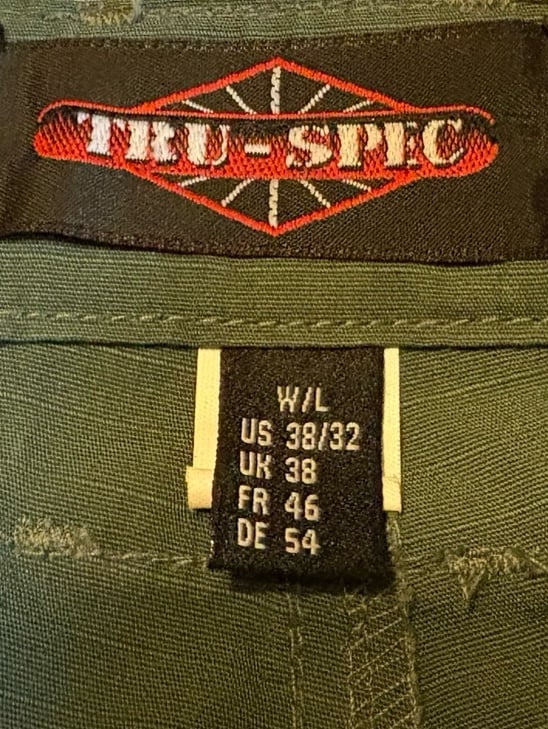 TRU-SPEC
W/L
US 38/32
UK 38
FR 46
DE 54